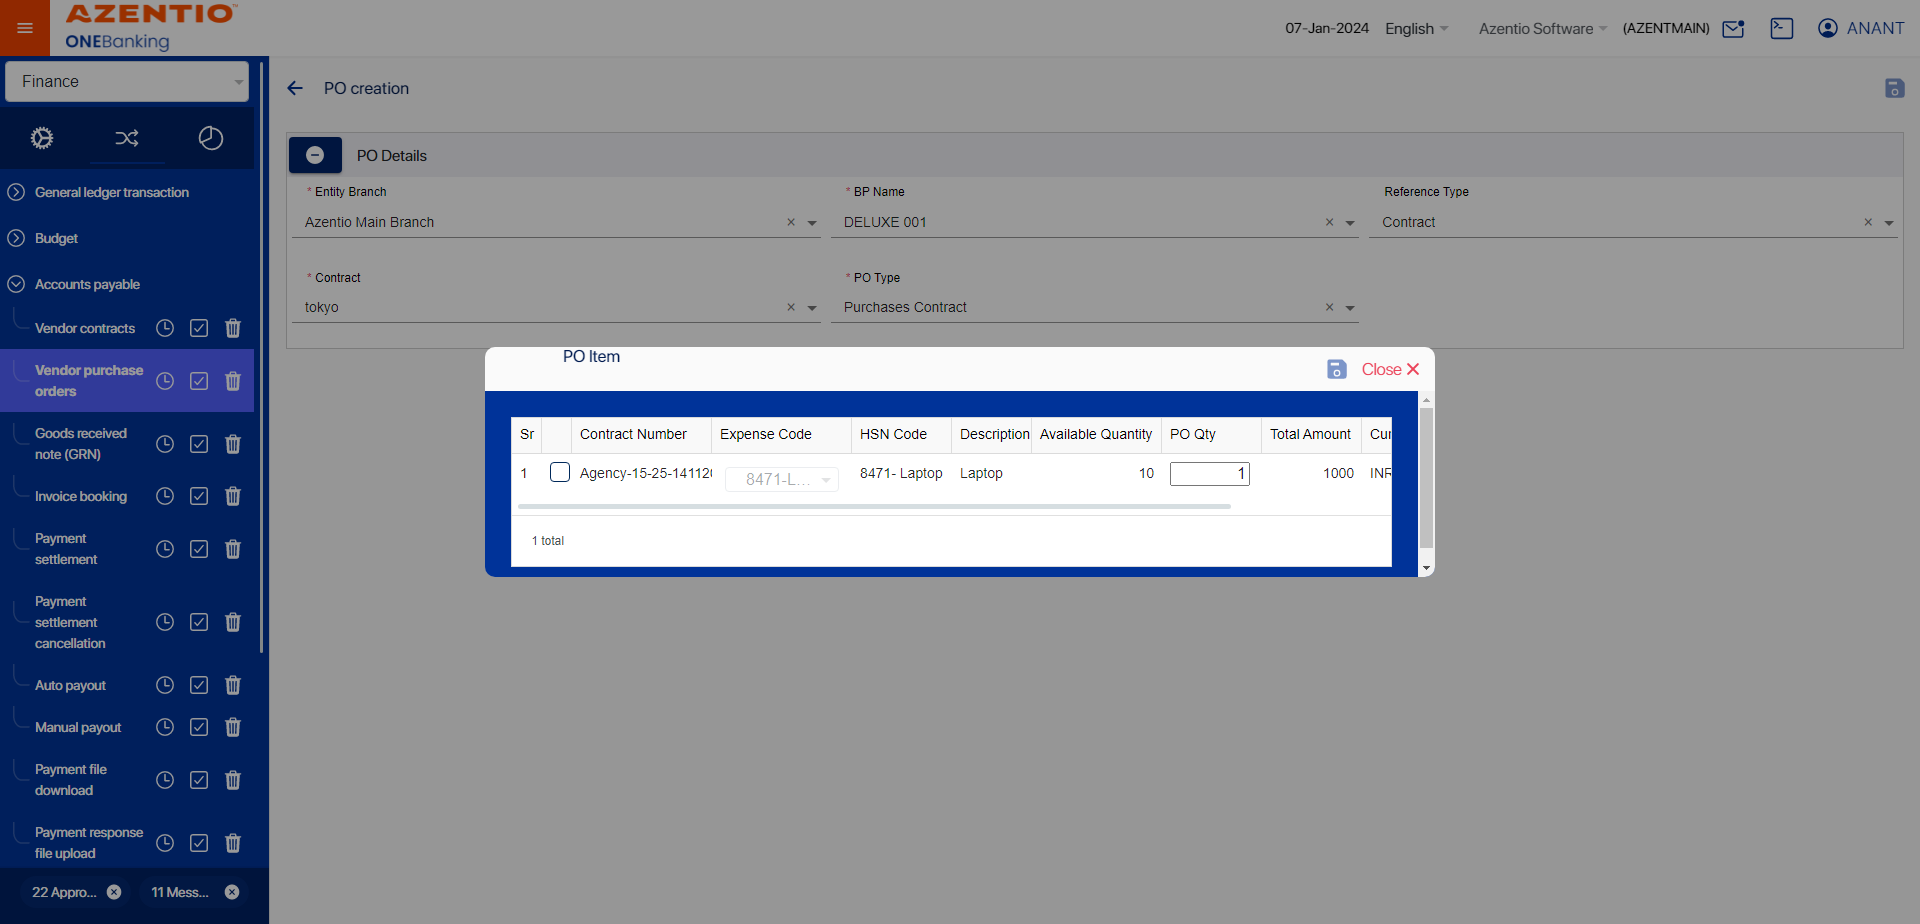 AZENTIO™
ONEBanking
07-Jan-2024 English Azentio Software (AZENTMAIN) ANANT
Finance
General ledger transaction
Budget
Accounts payable
Vendor contracts
Vendor purchase
orders
Goods received
note (GRN)
Invoice booking
Payment
settlement
Payment
settlement
cancellation
Auto payout
Manual payout
Payment file
download
Payment response
file upload
22 Appro... 11 Mess...
PO creation
PO Details
* Entity Branch * BP Name Reference Type
Azentio Main Branch × DELUXE 001 × Contract ×
* Contract * PO Type
tokyo × Purchases Contract ×
PO Item
Close
Sr Contract Number Expense Code HSN Code Description Available Quantity PO Qty Total Amount Cur
1 Agency-15-25-14112 8471-L... 8471- Laptop Laptop 10 1 1000 INR
1 total